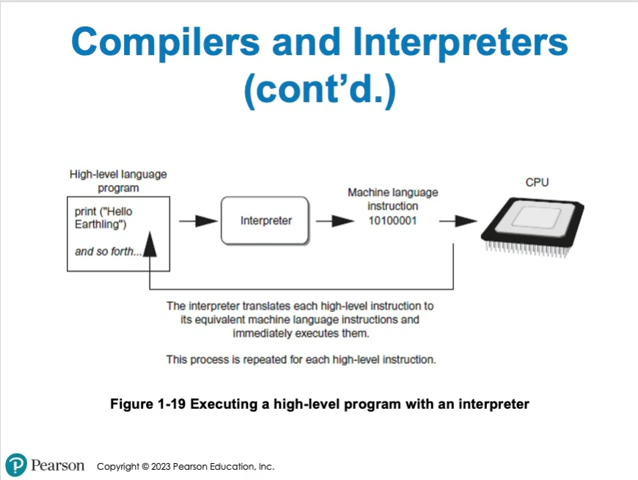 Compilers and Interpreters
(cont’d.)
High-level language
program
print ("Hello
Earthling")
and so forth...
Interpreter
Machine language
instruction
10100001
CPU
The interpreter translates each high-level instruction to
its equivalent machine language instructions and
immediately executes them.
This process is repeated for each high-level instruction.
Figure 1-19 Executing a high-level program with an interpreter
Pearson
Copyright © 2023 Pearson Education, Inc.